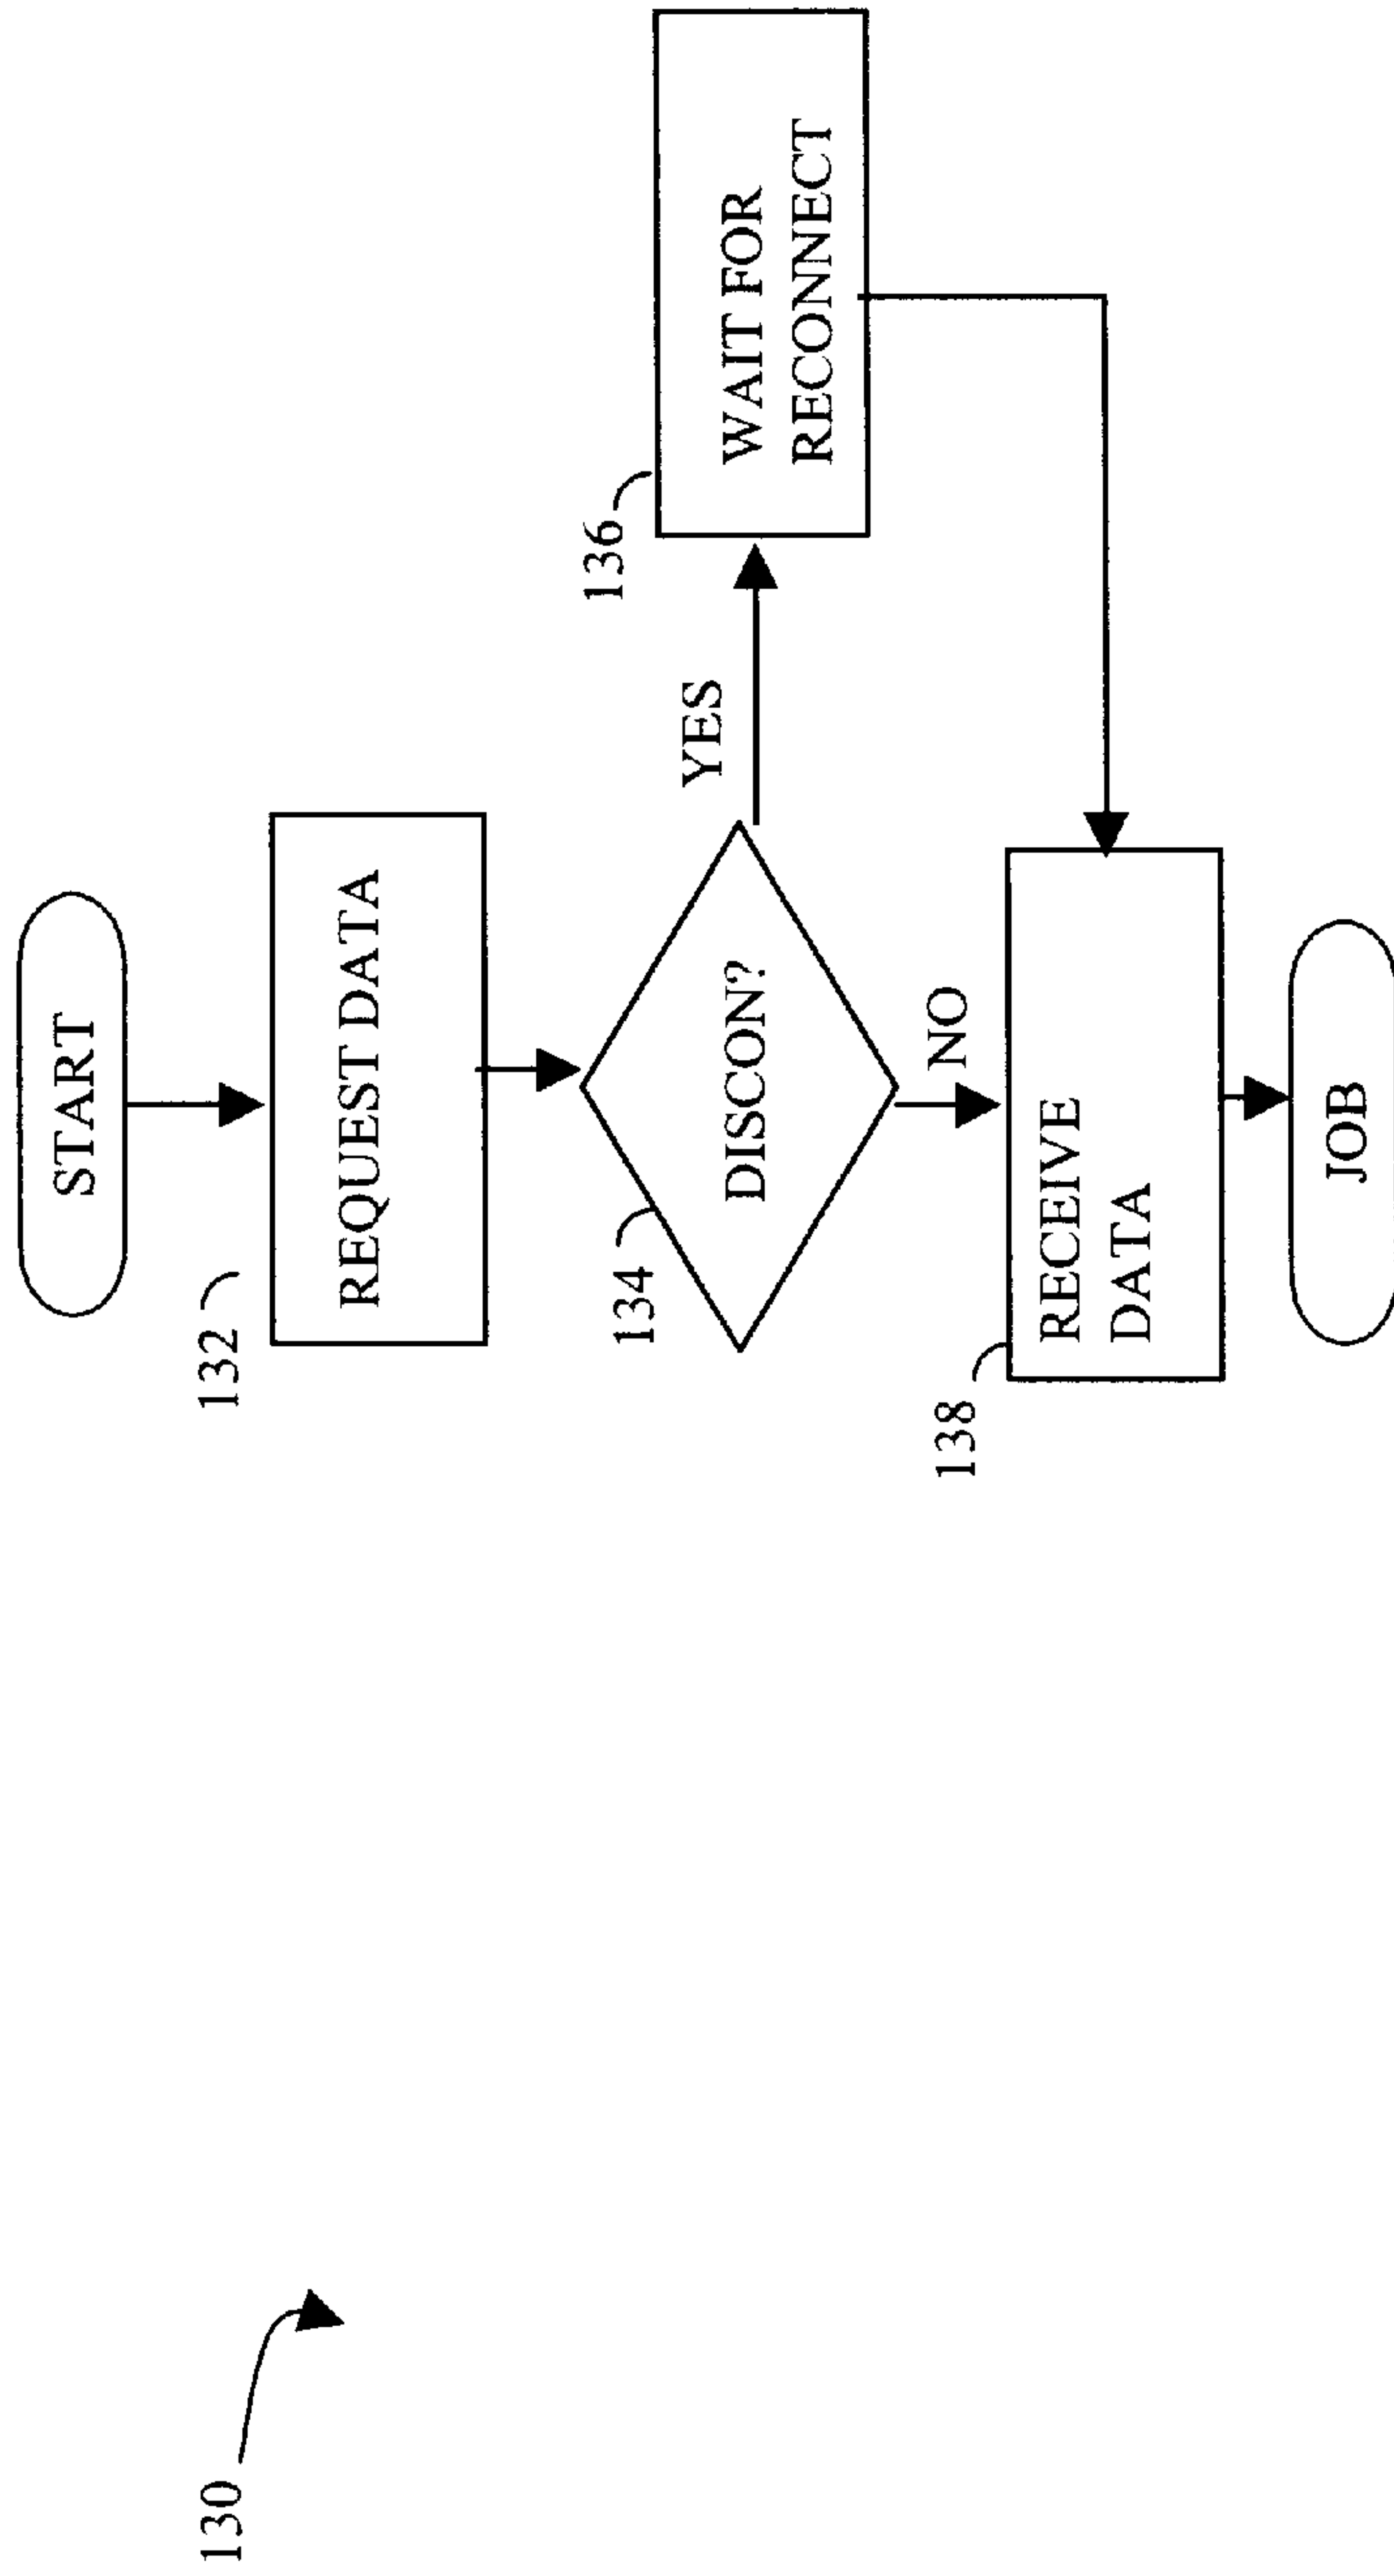 130
START
132
REQUEST DATA
134
DISCON?
YES
136
WAIT FOR
RECONNECT
NO
138
RECEIVE
DATA
JOB